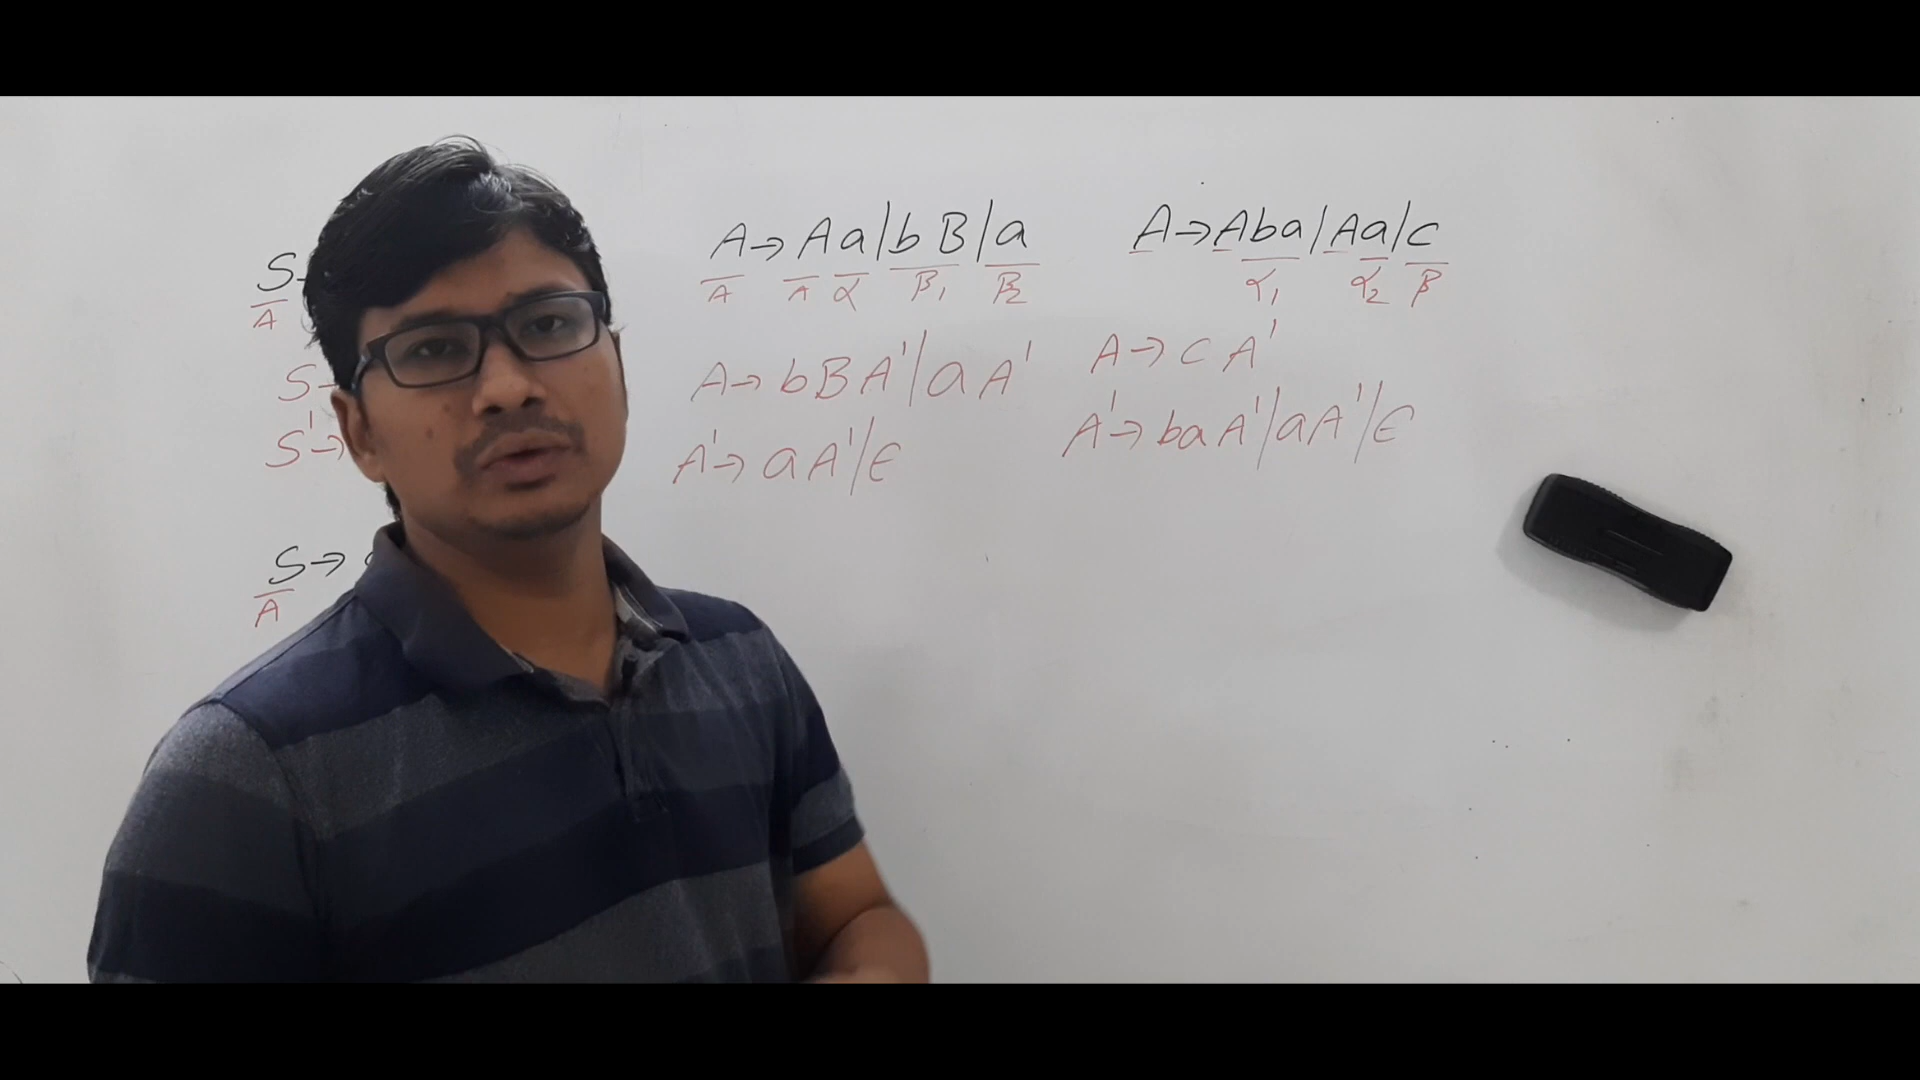 S
A
S
S'→
S→
A
A→Aa|bB|a
A A α β₁ β₂
A→bBA'|aA'
A'→aA'|ϵ
A→Aba|Aa|c
α₁ α₂ β
A→cA'
A'→baA'|aA'|ϵ